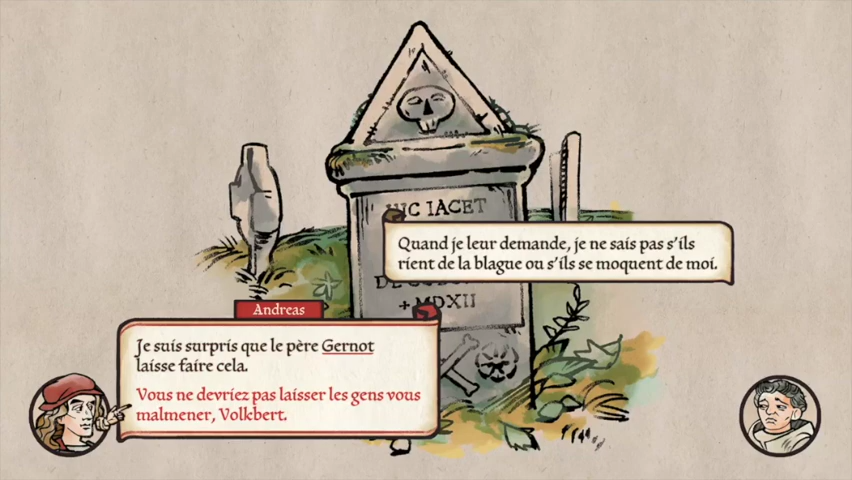 HIC IACET
Quand je leur demande, je ne sais pas s'ils
rient de la blague ou s'ils se moquent de moi.
+ MDXII
Andreas
Je suis surpris que le père Gernot
laisse faire cela.
Vous ne devriez pas laisser les gens vous
malmener, Volkbert.